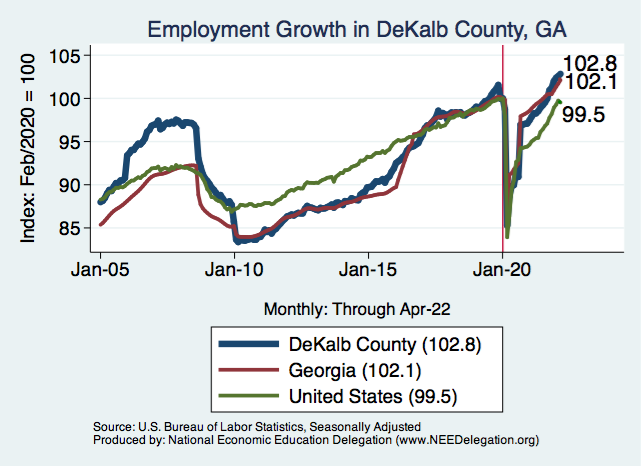 Employment Growth in DeKalb County, GA
Index: Feb/2020 = 100
105
100
95
90
85
102.8
102.1
99.5
Jan-05 Jan-10 Jan-15 Jan-20
Monthly: Through Apr-22
DeKalb County (102.8)
Georgia (102.1)
United States (99.5)
Source: U.S. Bureau of Labor Statistics, Seasonally Adjusted
Produced by: National Economic Education Delegation (www.NEEDelegation.org)